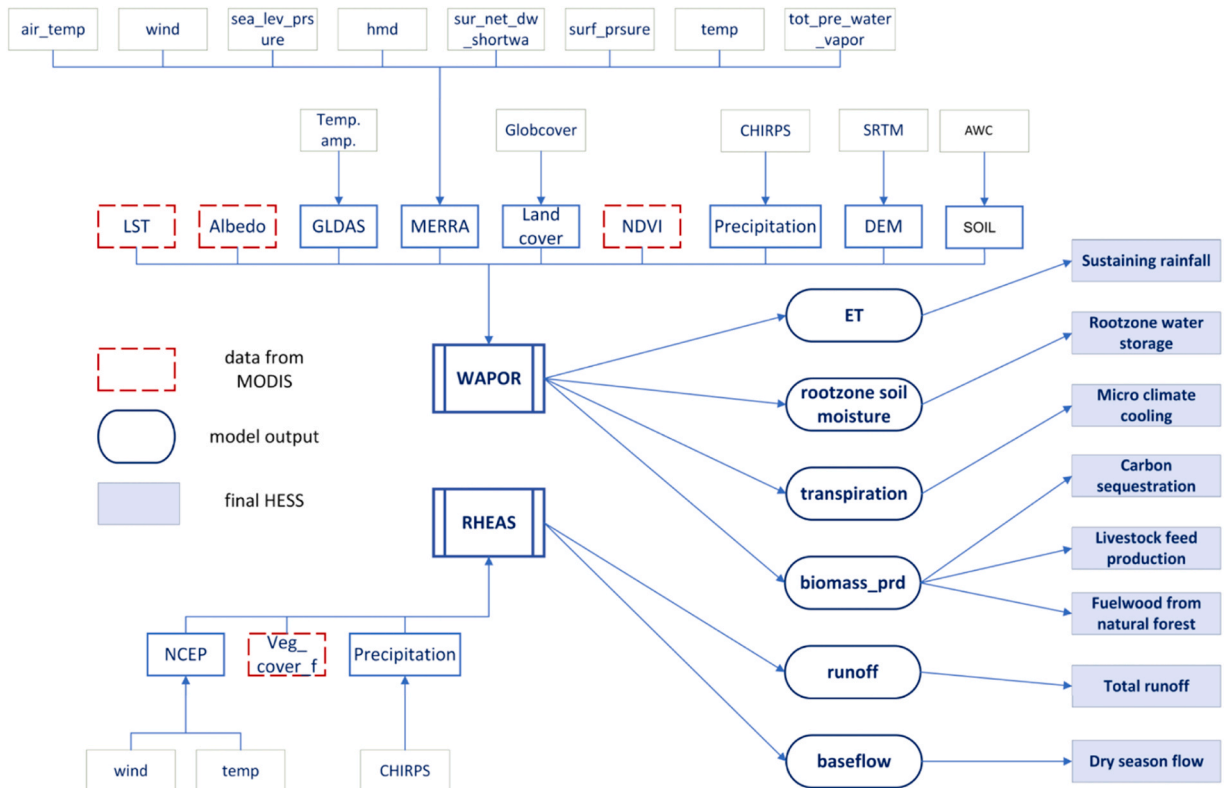 air_temp
wind
sea_lev_prs
ure
hmd
sur_net_dw
_shortwa
surf_prsure
temp
tot_pre_water
_vapor
Temp.
amp.
Globcover
CHIRPS
SRTM
AWC
LST
Albedo
GLDAS
MERRA
Land
cover
NDVI
Precipitation
DEM
SOIL
data from
MODIS
model output
final HESS
WAPOR
RHEAS
ET
rootzone soil
moisture
transpiration
biomass_prd
runoff
baseflow
Sustaining rainfall
Rootzone water
storage
Micro climate
cooling
Carbon
sequestration
Livestock feed
production
Fuelwood from
natural forest
Total runoff
Dry season flow
NCEP
Veg_
cover_f
Precipitation
wind
temp
CHIRPS